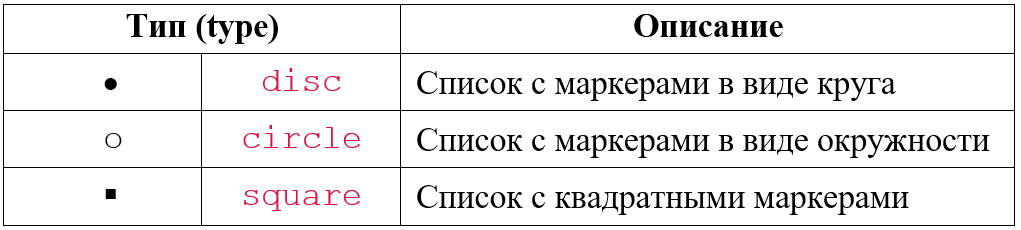 Тип (type) Описание
● disc Список с маркерами в виде круга
○ circle Список с маркерами в виде окружности
▪ square Список с квадратными маркерами